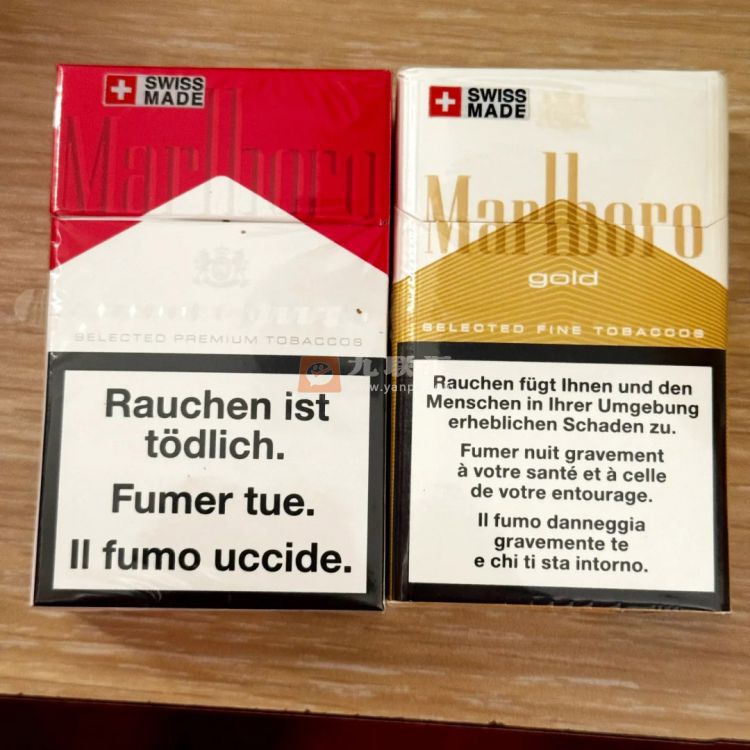 SWISS
MADE
Marlboro
SELECTED PREMIUM TOBACCOS
Rauchen ist
tödlich.
Fumer tue.
Il fumo uccide.
SWISS
MADE
Marlboro
gold
SELECTED FINE TOBACCOS
Rauchen fügt Ihnen und den
Menschen in Ihrer Umgebung
erheblichen Schaden zu.
Fumer nuit gravement
à votre santé et à celle
de votre entourage.
Il fumo danneggia
gravemente te
e chi ti sta intorno.